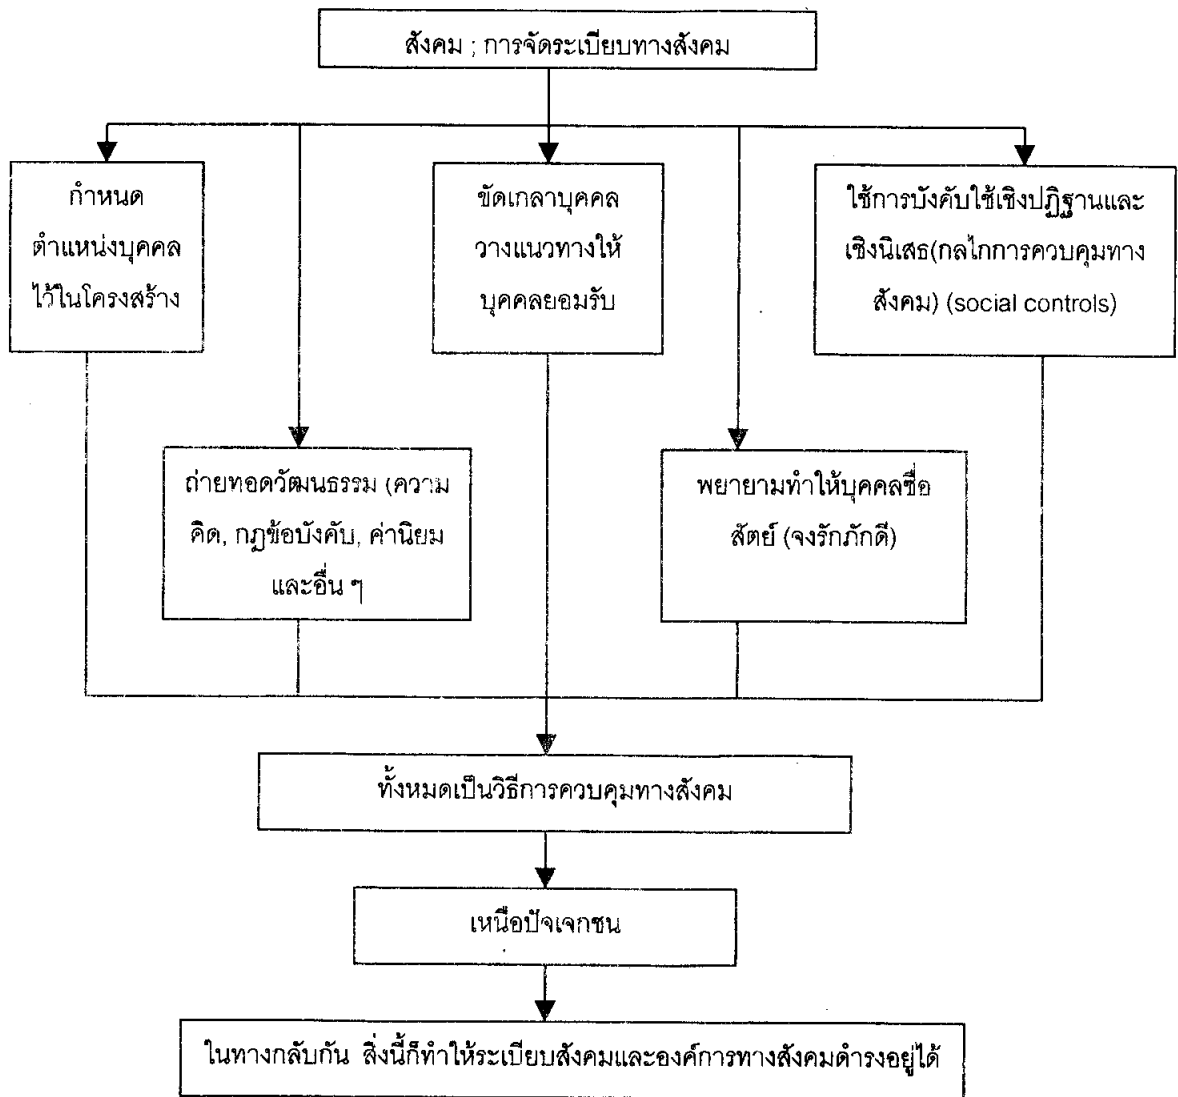 สังคม ; การจัดระเบียบทางสังคม
กำหนด
ตำแหน่งบุคคล
ไว้ในโครงสร้าง
ขัดเกลาบุคคล
วางแนวทางให้
บุคคลยอมรับ
ใช้การบังคับใช้เชิงปฏิฐานและ
เชิงนิเสธ(กลไกการควบคุมทาง
สังคม) (social controls)
ถ่ายทอดวัฒนธรรม (ความ
คิด, กฎข้อบังคับ, ค่านิยม
และอื่น ๆ
พยายามทำให้บุคคลซื่อ
สัตย์ (จงรักภักดี)
ทั้งหมดเป็นวิธีการควบคุมทางสังคม
เหนือปัจเจกชน
ในทางกลับกัน สิ่งนี้ก็ทำให้ระเบียบสังคมและองค์การทางสังคมดำรงอยู่ได้